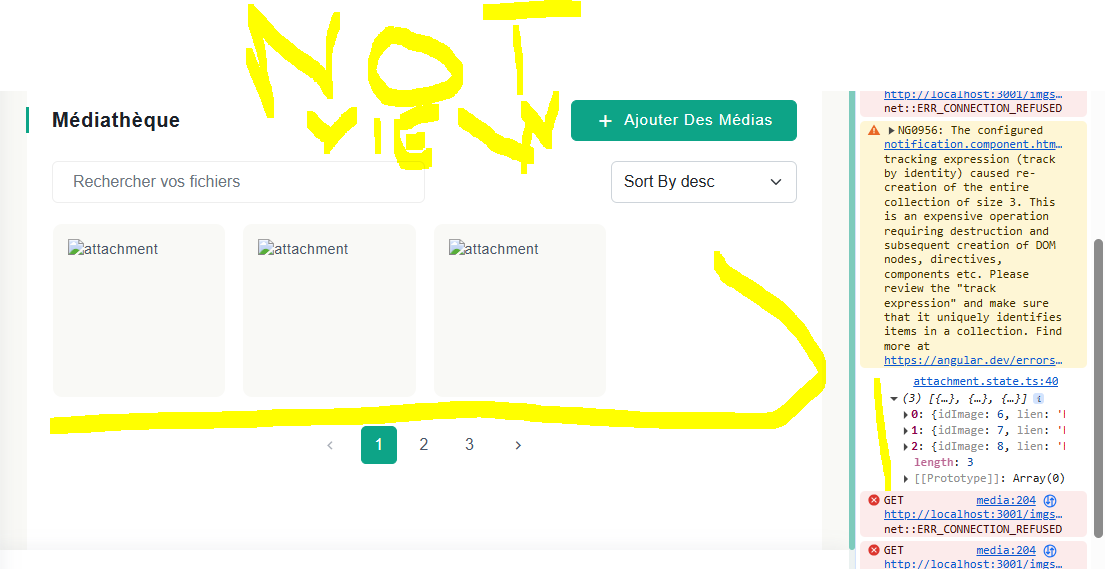 NOT
VIEW
Médiathèque
+ Ajouter Des Médias
Rechercher vos fichiers
Sort By desc
attachment
attachment
attachment
< 1 2 3 >
http://localhost:3001/imgs…
net::ERR_CONNECTION_REFUSED
NG0956: The configured
notification.component.htm…
tracking expression (track
by identity) caused re-
creation of the entire
collection of size 3. This
is an expensive operation
requiring destruction and
subsequent creation of DOM
nodes, directives,
components etc. Please
review the "track
expression" and make sure
that it uniquely identifies
items in a collection. Find
more at
https://angular.dev/errors…
attachment.state.ts:40
(3) [{…}, {…}, {…}] i
0: {idImage: 6, lien: '
1: {idImage: 7, lien: '
2: {idImage: 8, lien: '
length: 3
[[Prototype]]: Array(0)
GET media:204
http://localhost:3001/imgs…
net::ERR_CONNECTION_REFUSED
GET media:204
http://localhost:3001/imgs…